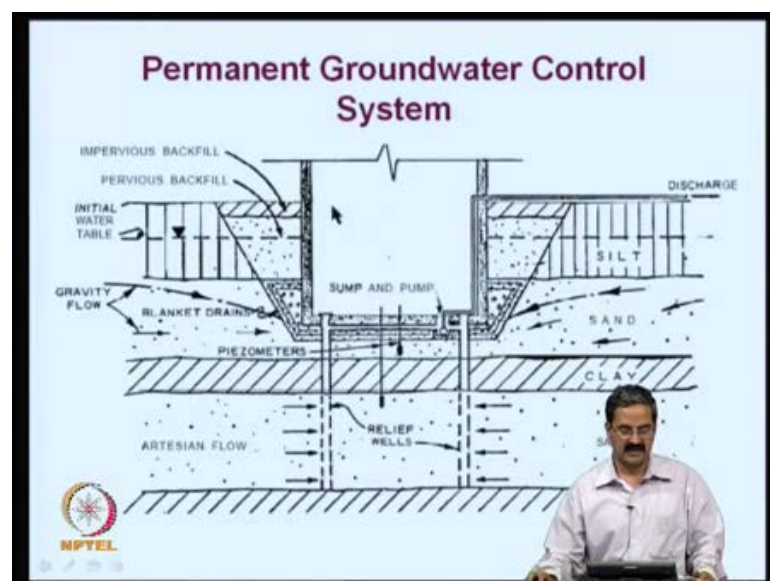 Permanent Groundwater Control
System
IMPERVIOUS BACKFILL
PERVIOUS BACKFILL
DISCHARGE
INITIAL
WATER
TABLE
SILT
GRAVITY
FLOW
BLANKET DRAINS
SUMP AND PUMP
SAND
PIEZOMETERS
CLAY
RELIEF
WELLS
ARTESIAN FLOW
NPTEL